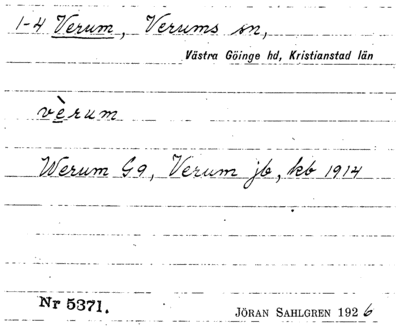 1-4 Verum, Verums sn,
Västra Göinge hd, Kristianstad län
vèrum
Werum G9, Verum jb, kb 1914
Nr 5371.
JÖRAN SAHLGREN 1926